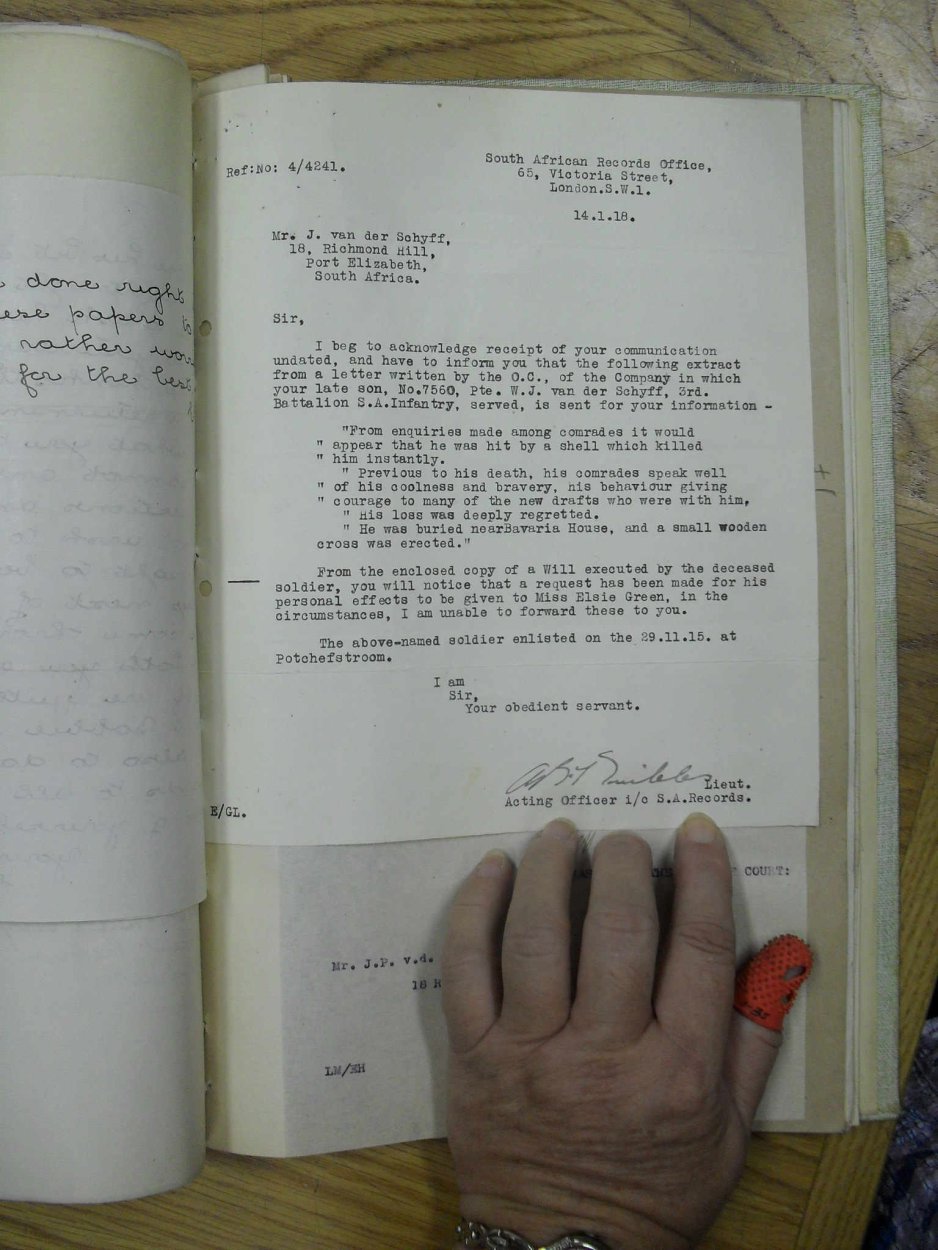 done right
these papers to
rather
for the best
Ref:No: 4/4241.
South African Records Office,
65, Victoria Street,
London.S.W.1.
14.1.18.
Mr. J. van der Schyff,
18, Richmond Hill,
Port Elizabeth,
South Africa.
Sir,
I beg to acknowledge receipt of your communication
undated, and have to inform you that the following extract
from a letter written by the O.C., of the Company in which
your late son, No.7560, Pte. W.J. van der Schyff, 3rd.
Battalion S.A.Infantry, served, is sent for your information -
"From enquiries made among comrades it would
" appear that he was hit by a shell which killed
" him instantly.
" Previous to his death, his comrades speak well
" of his coolness and bravery, his behaviour giving
" courage to many of the new drafts who were with him,
" His loss was deeply regretted.
" He was buried nearBavaria House, and a small wooden
cross was erected."
From the enclosed copy of a Will executed by the deceased
soldier, you will notice that a request has been made for his
personal effects to be given to Miss Elsie Green, in the
circumstances, I am unable to forward these to you.
The above-named soldier enlisted on the 29.11.15. at
Potchefstroom.
I am
Sir,
Your obedient servant.
Lieut.
Acting Officer i/c S.A.Records.
E/GL.
COURT:
Mr. J.P. v.d.
18 R
LM/EH